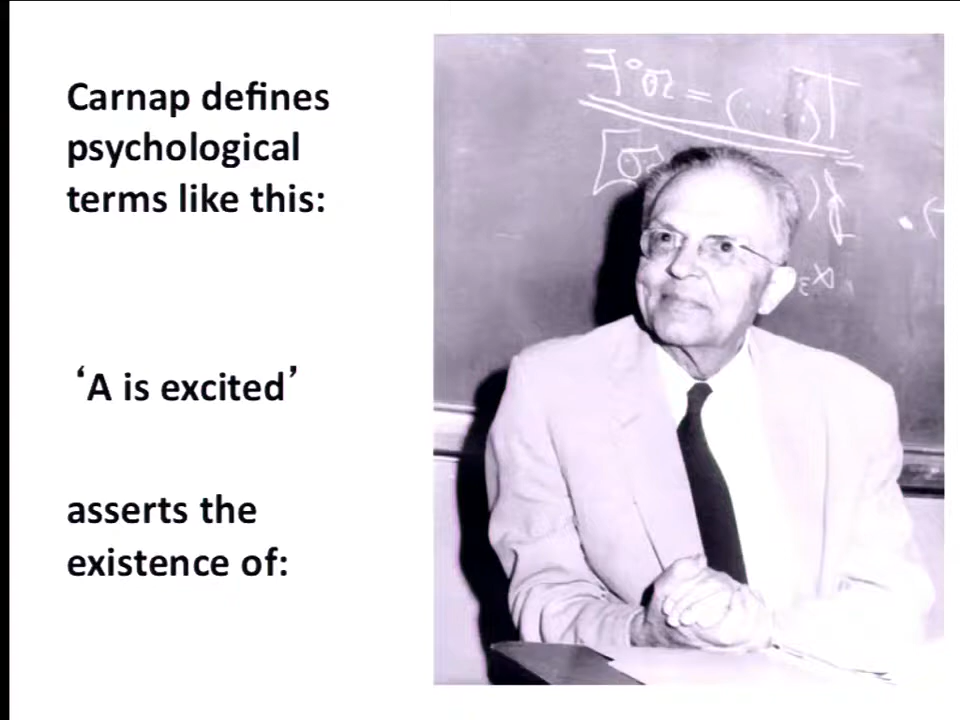 Carnap defines
psychological
terms like this:
‘A is excited’
asserts the
existence of: